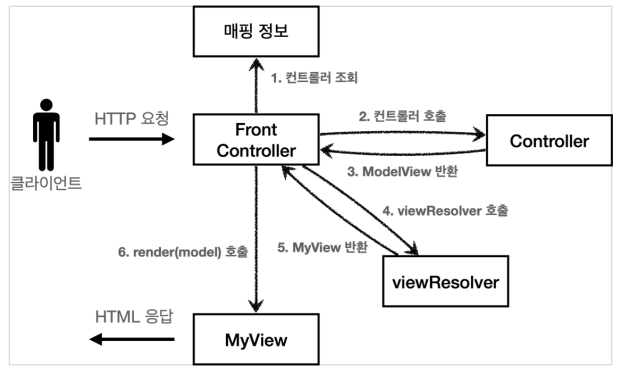 매핑 정보
1. 컨트롤러 조회
HTTP 요청
2. 컨트롤러 호출
Front
Controller
Controller
3. ModelView 반환
클라이언트
4. viewResolver 호출
6. render(model) 호출
5. MyView 반환
viewResolver
HTML 응답
MyView